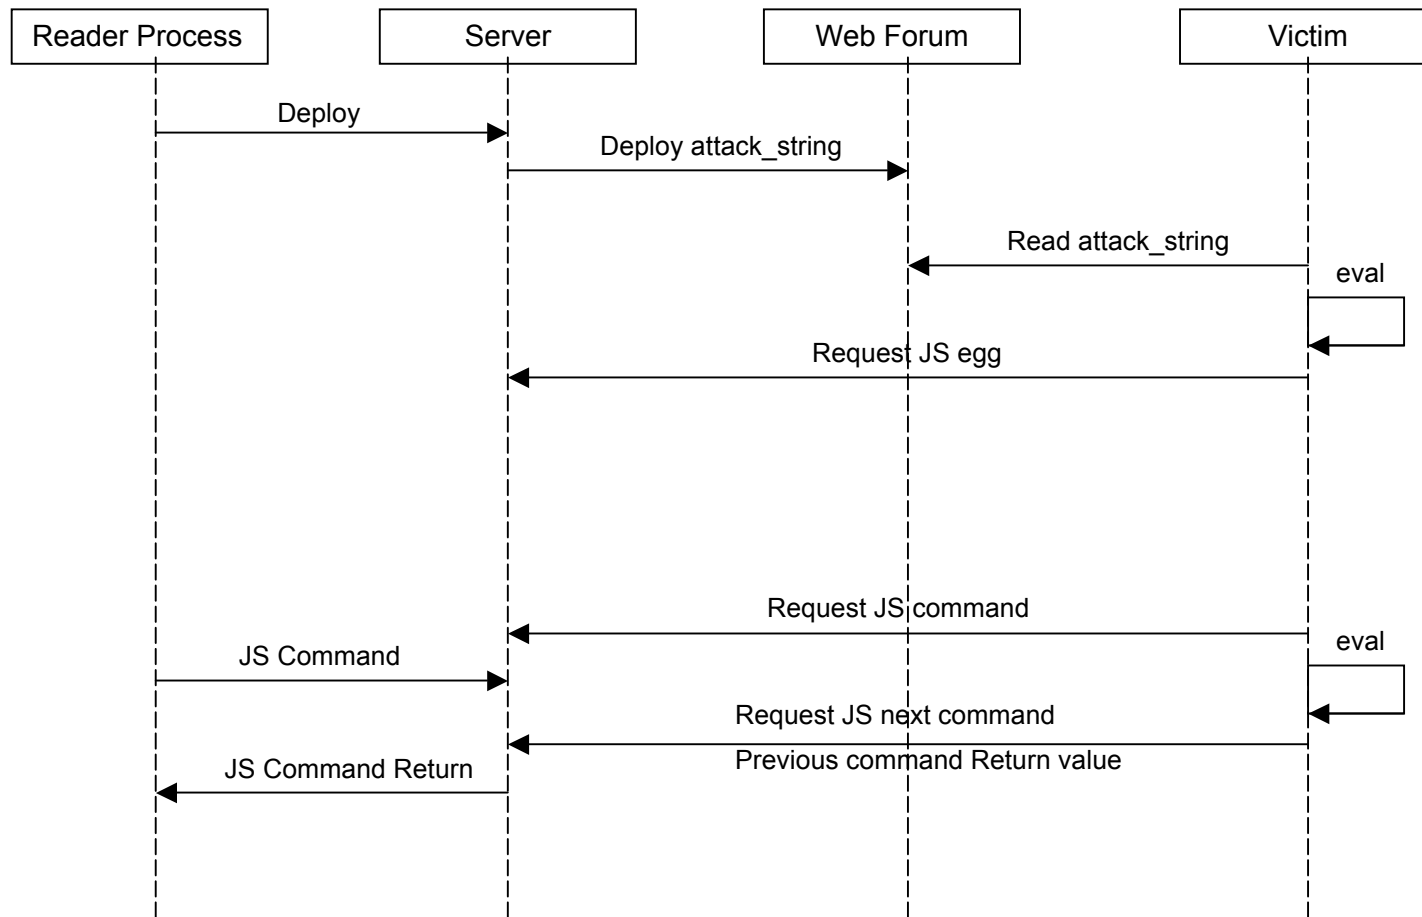 Reader Process
Server
Web Forum
Victim
Deploy
Deploy attack_string
Read attack_string
eval
Request JS egg
Request JS command
eval
JS Command
Request JS next command
Previous command Return value
JS Command Return